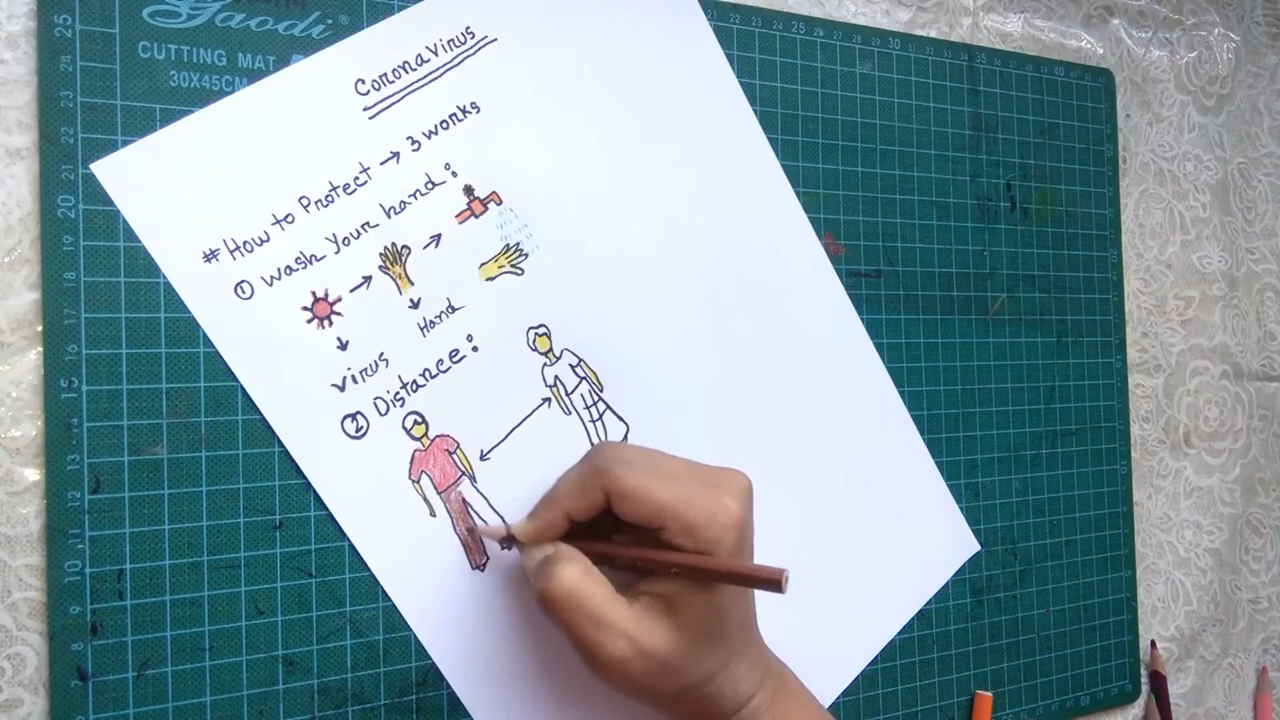 Gaodi®
CUTTING MAT
30X45CM
CoronaVirus
# How to Protect → 3 works
① wash Your hand:
Hand
virus
② Distance: